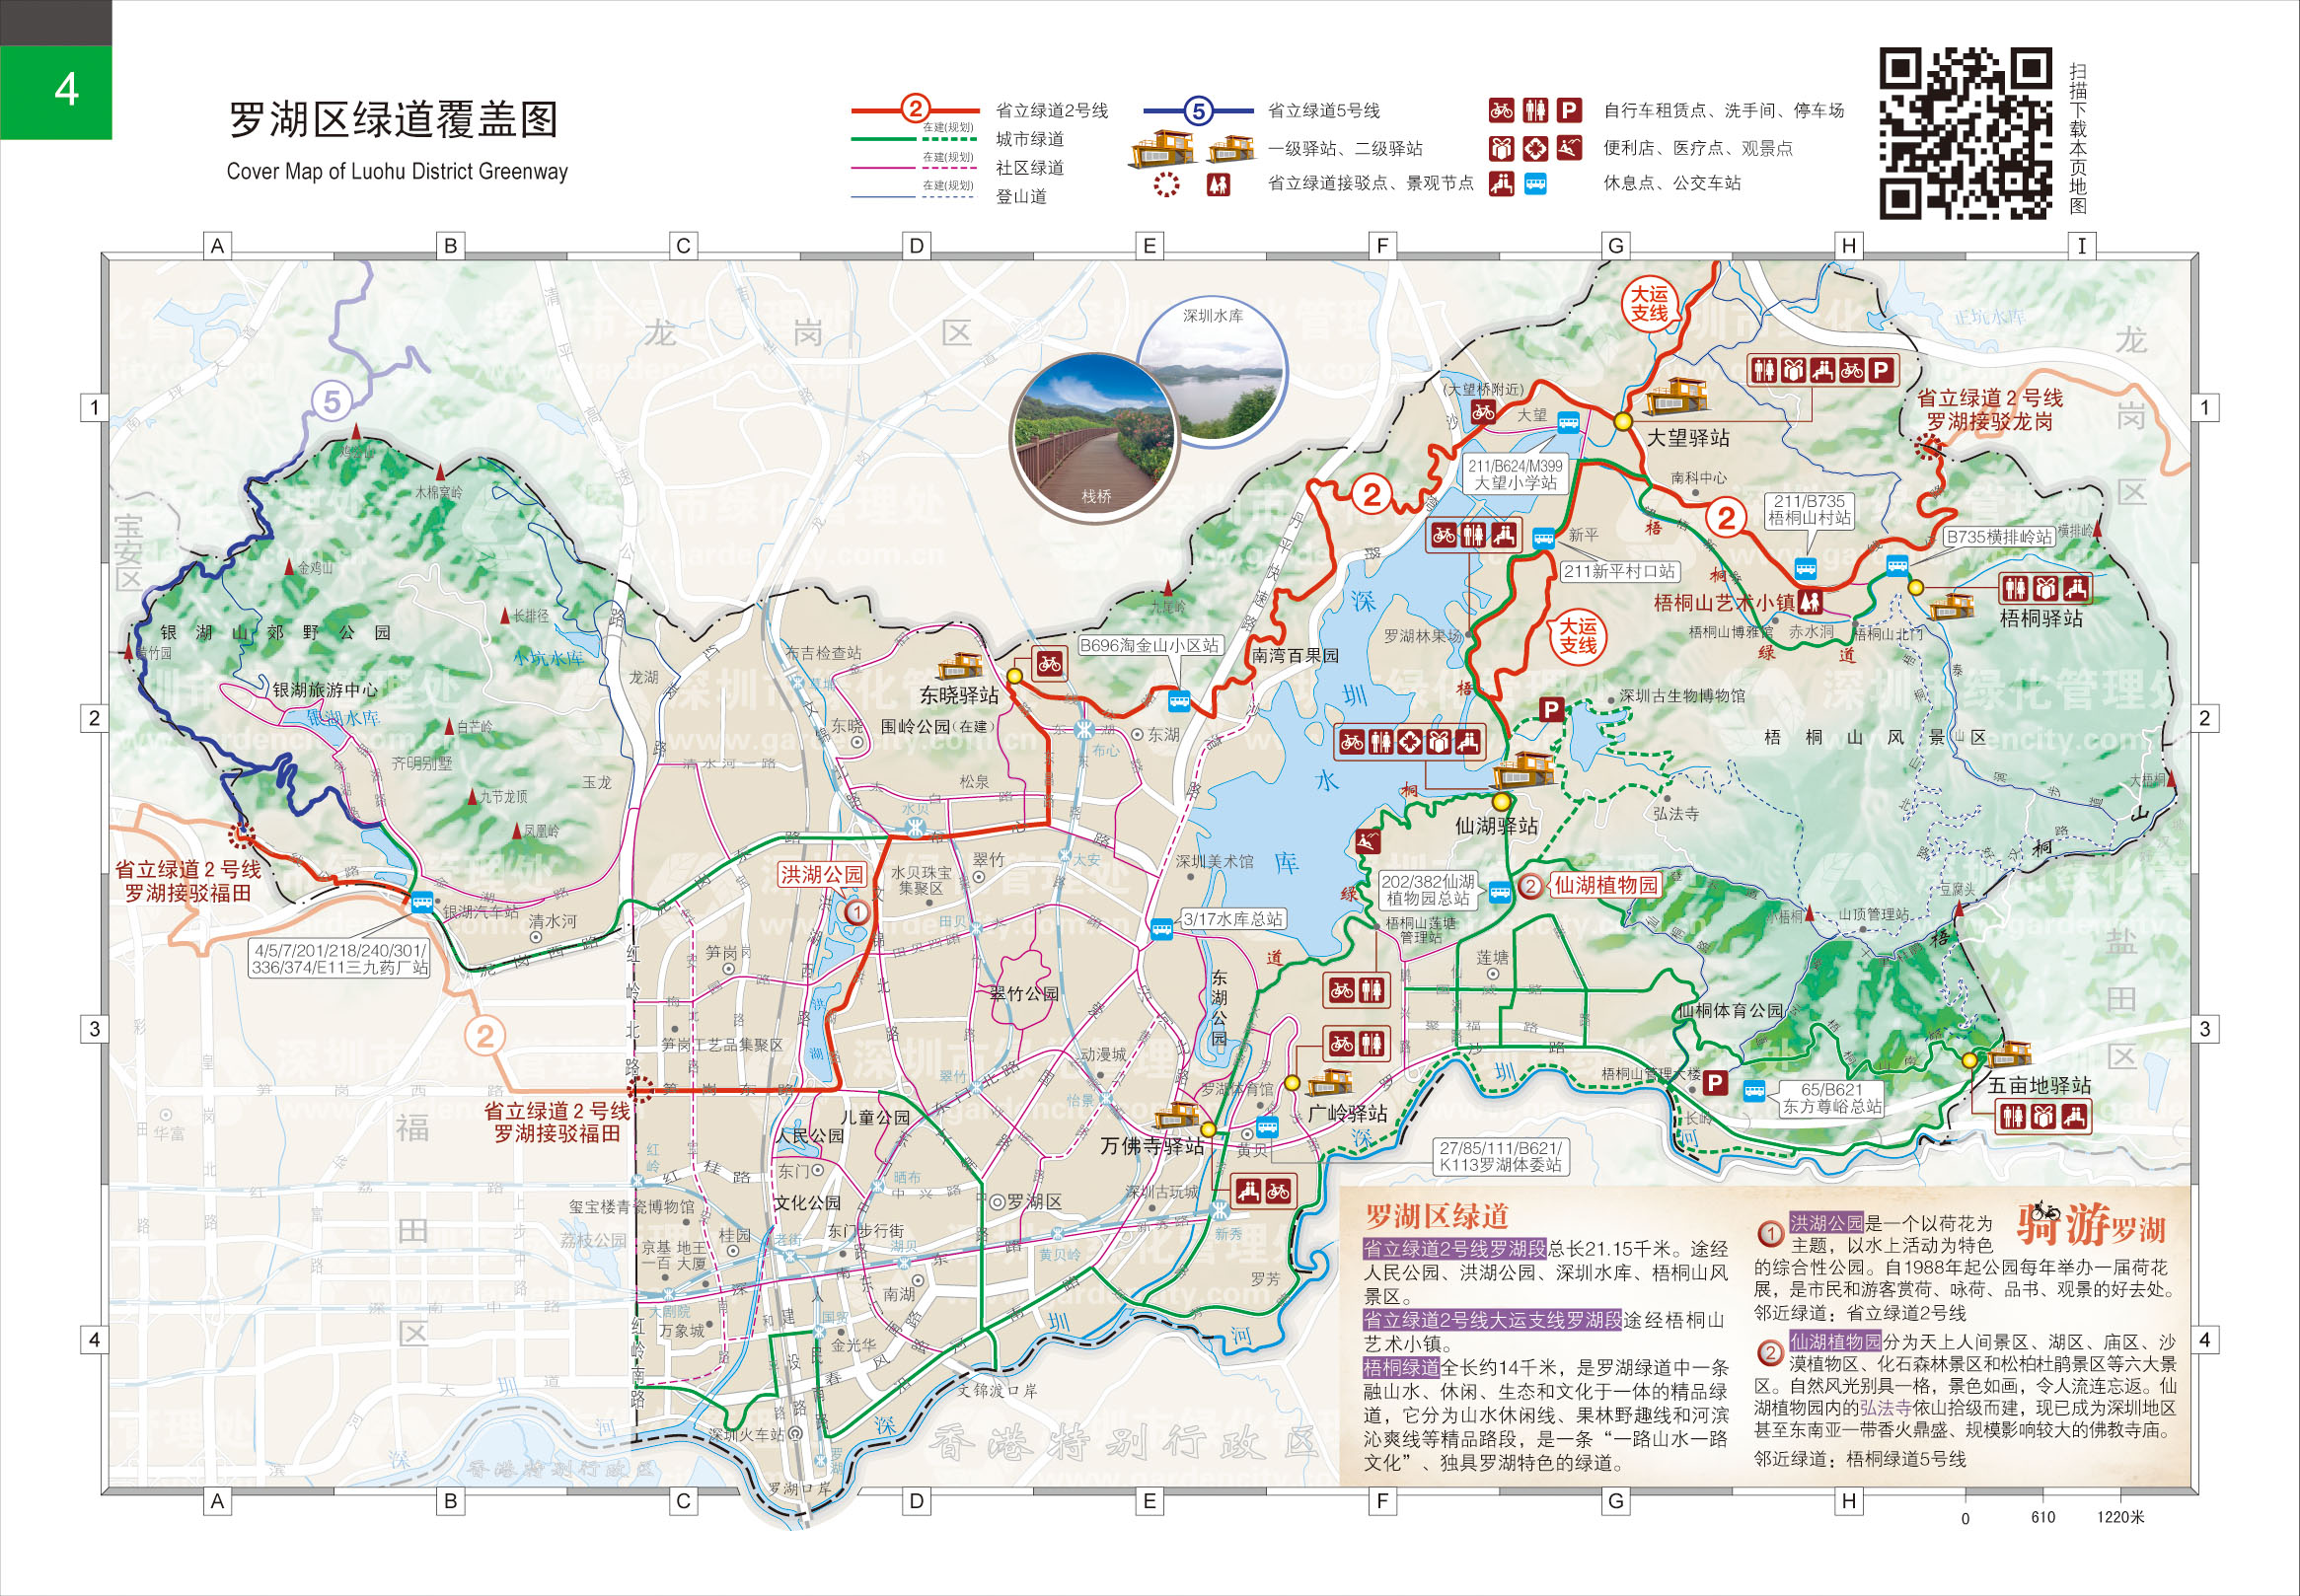 4
罗湖区绿道覆盖图
Cover Map of Luohu District Greenway
② 省立绿道2号线
在建(规划)
城市绿道
在建(规划)
社区绿道
在建(规划)
登山道
⑤ 省立绿道5号线
一级驿站、二级驿站
省立绿道接驳点、景观节点
自行车租赁点、洗手间、停车场
便利店、医疗点、观景点
休息点、公交车站
扫描下载本页地图
A B C D E F G H I
1
2
3
4
龙岗区
宝安区
福田区
盐田区
香港特别行政区
深圳水库
栈桥
大运支线
(大望桥附近)
大望
大望驿站
211/B624/M399
大望小学站
南科中心
省立绿道2号线
罗湖接驳龙岗
正坑水库
211/B735
梧桐山村站
B735横排岭站
横排岭
新平
211新平村口站
梧桐山艺术小镇
梧桐驿站
梧桐山博雅馆
赤水洞
梧桐山北门
大运支线
罗湖林果场
木棉窝岭
金鸡山
长排径
银湖山郊野公园
黄竹园
小坑水库
银湖旅游中心
银湖水库
白芒岭
齐明别墅
九节龙顶
凤凰岭
龙湖
玉龙
布吉检查站
草埔
东晓
围岭公园(在建)
东晓驿站
B696淘金山小区站
九尾岭
南湾百果园
东湖
布心
清水河一路
松泉
水贝
太安
翠竹
水贝珠宝
集聚区
洪湖公园
深圳古生物博物馆
梧桐山风景区
弘法寺
仙湖驿站
202/382仙湖
植物园总站
② 仙湖植物园
深圳美术馆
3/17水库总站
梧桐山莲塘
管理站
小梧桐
山顶管理站
豆腐头
大梧桐
省立绿道2号线
罗湖接驳福田
银湖汽车站
清水河
4/5/7/201/218/240/301/
336/374/E11三九药厂站
笋岗
田贝
翠竹公园
东湖公园
莲塘
仙桐体育公园
笋岗工艺品集聚区
动漫城
翠竹
怡景
罗湖体育馆
广岭驿站
万佛寺驿站
黄贝
梧桐山管理大楼
长岭
65/B621
东方尊峪总站
五亩地驿站
27/85/111/B621/
K113罗湖体委站
省立绿道2号线
罗湖接驳福田
华富
儿童公园
人民公园
东门
文化公园
晒布
罗湖区
深圳古玩城
新秀
红岭
玺宝楼青瓷博物馆
荔枝公园
桂园
京基一百
地王大厦
老街
东门步行街
湖贝
黄贝岭
南湖
罗芳
大剧院
万象城
国贸
金光华
文锦渡口岸
深圳火车站
罗湖
罗湖口岸
深圳河
香港特别行政区
罗湖区绿道
省立绿道2号线罗湖段总长21.15千米。途经
人民公园、洪湖公园、深圳水库、梧桐山风
景区。
省立绿道2号线大运支线罗湖段途经梧桐山
艺术小镇。
梧桐绿道全长约14千米，是罗湖绿道中一条
融山水、休闲、生态和文化于一体的精品绿
道，它分为山水休闲线、果林野趣线和河滨
沁爽线等精品路段，是一条“一路山水一路
文化”、独具罗湖特色的绿道。
骑游罗湖
① 洪湖公园是一个以荷花为
主题，以水上活动为特色
的综合性公园。自1988年起公园每年举办一届荷花
展，是市民和游客赏荷、咏荷、品书、观景的好去处。
邻近绿道：省立绿道2号线
② 仙湖植物园分为天上人间景区、湖区、庙区、沙
漠植物区、化石森林景区和松柏杜鹃景区等六大景
区。自然风光别具一格，景色如画，令人流连忘返。仙
湖植物园内的弘法寺依山拾级而建，现已成为深圳地区
甚至东南亚一带香火鼎盛、规模影响较大的佛教寺庙。
邻近绿道：梧桐绿道5号线
A B C D E F G H
0 610 1220米